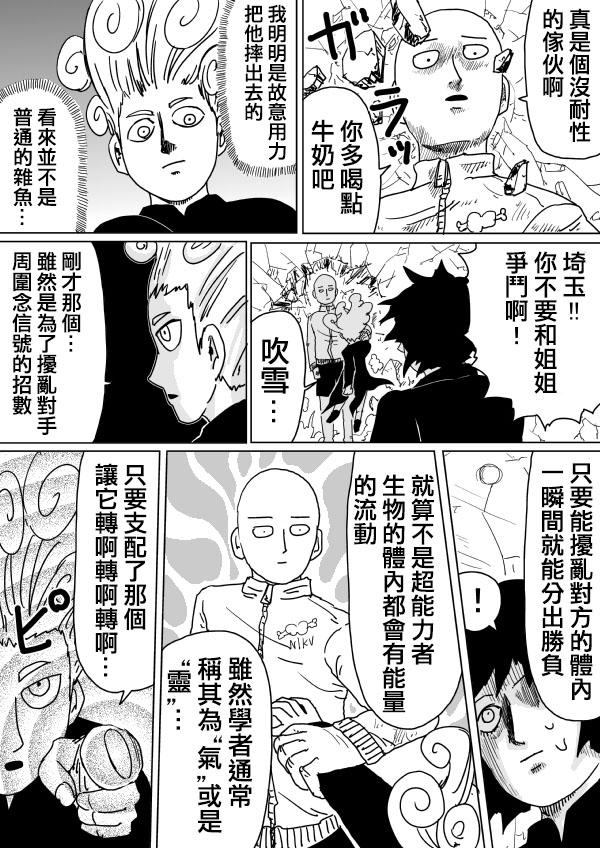 真是個沒耐性
的傢伙啊
ガラッ
你多喝點
牛奶吧
我明明是故意用力
把他摔出去的
看來並不是
普通的雜魚…
埼玉!!
你不要和姐姐
爭鬥啊！
吹雪…
剛才那個…
雖然是為了擾亂對手
周圍念信號的招數
只要能擾亂對方的體內
一瞬間就能分出勝負
！
就算不是超能力者
生物的體內都會有能量
的流動
NIKU
雖然學者通常
稱其為“氣”或是
“靈”…
只要支配了那個
讓它轉啊轉啊轉啊…
ピ